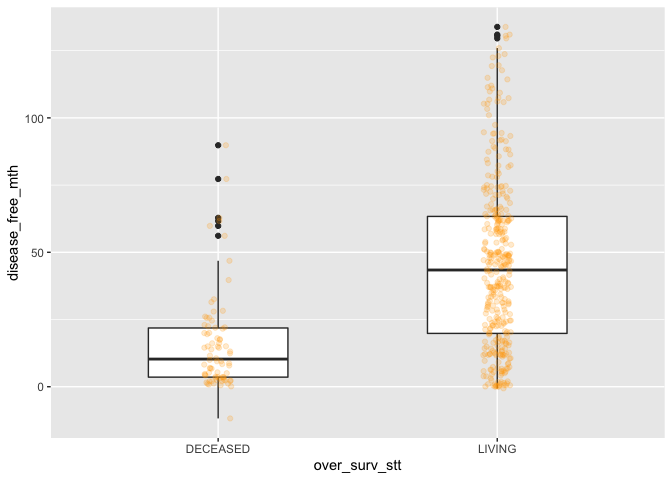 disease_free_mth
100
50
0
DECEASED
LIVING
over_surv_stt